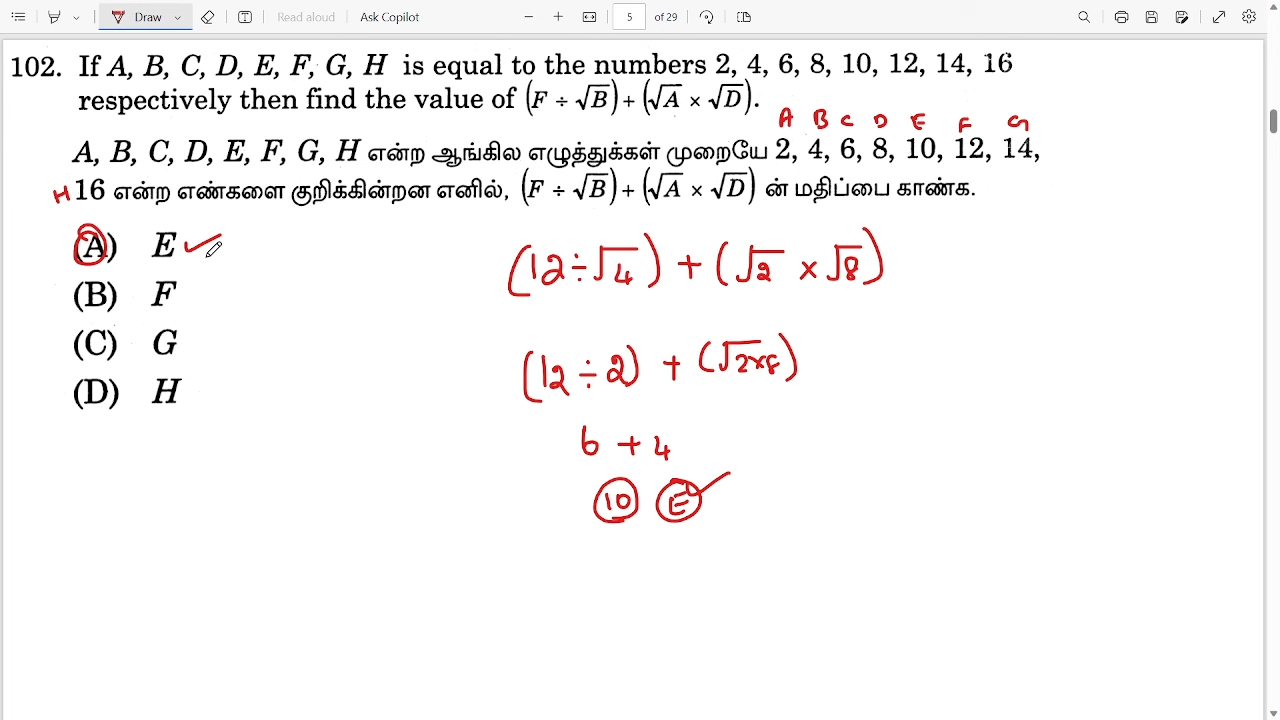 Draw Read aloud Ask Copilot 5 of 29
102. If A, B, C, D, E, F, G, H is equal to the numbers 2, 4, 6, 8, 10, 12, 14, 16
respectively then find the value of (F ÷ √B) + (√A × √D).
A B C D E F G
A, B, C, D, E, F, G, H என்ற ஆங்கில எழுத்துக்கள் முறையே 2, 4, 6, 8, 10, 12, 14,
H 16 என்ற எண்களை குறிக்கின்றன எனில், (F ÷ √B) + (√A × √D) ன் மதிப்பை காண்க.
(A) E ✓
(B) F
(C) G
(D) H
(12 ÷ √4) + (√2 × √8)
(12 ÷ 2) + (√2×8)
6 + 4
10 E ✓